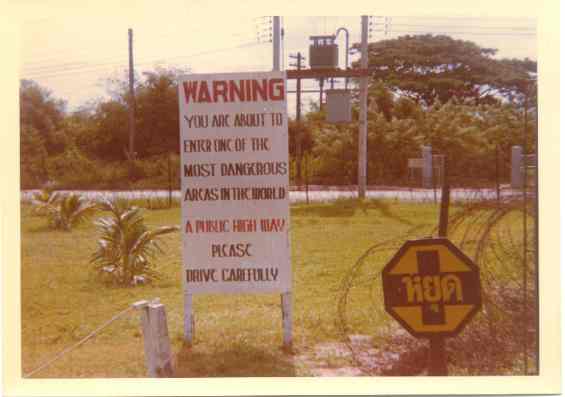 WARNING
YOU ARE ABOUT TO
ENTER ONE OF THE
MOST DANGEROUS
AREAS IN THE WORLD
A PUBLIC HIGH WAY
PLEASE
DRIVE CAREFULLY
หยุด